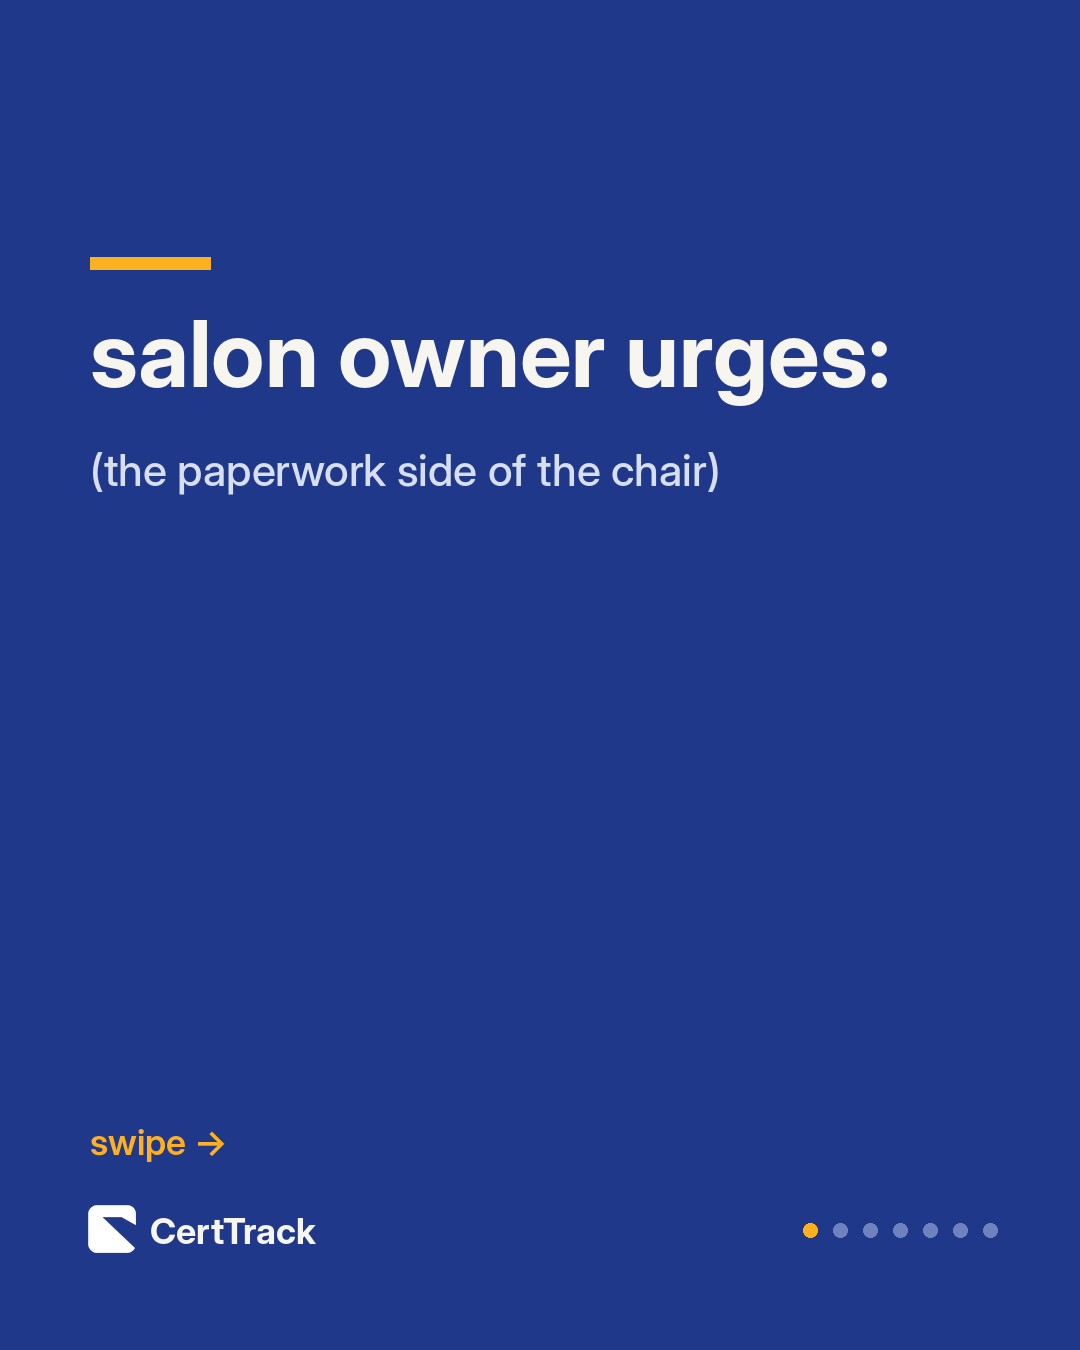 salon owner urges:
(the paperwork side of the chair)
swipe →
CertTrack